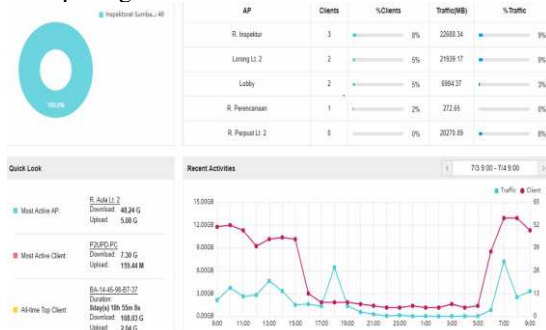 Inspektorat Sumba...: 48
100.0%
AP Clients %Clients Traffic(MB) %Traffic
R. Inspektur 3 8% 22688.34 9%
Lorong Lt. 2 2 5% 21939.17 9%
Lobby 2 5% 6994.37 3%
R. Perencanaan 1 2% 272.65 0%
R. Pwrpust Lt. 2 0 0% 20270.09 8%
Quick Look
Most Active AP:
R. Aula Lt. 2
Download: 48.24 G
Upload: 5.08 G
Most Active Client:
P2UPD-PC
Download: 7.30 G
Upload: 159.44 M
All-time Top Client:
BA-14-45-98-B7-37
Duration:
8day(s) 18h 55m 8s
Download: 108.03 G
Upload: 2.04 G
Recent Activities
7/3 9:00 - 7/4 9:00
Traffic Client
15.00GB 65
12.00GB 52
9.00GB 39
6.00GB 26
3.00GB 13
0.00GB 0
9:00 11:00 13:00 15:00 17:00 19:00 21:00 23:00 1:00 3:00 5:00 7:00 9:00